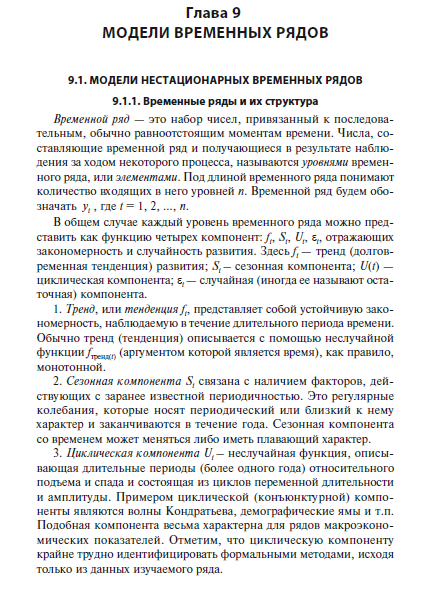 Глава 9
МОДЕЛИ ВРЕМЕННЫХ РЯДОВ
9.1. МОДЕЛИ НЕСТАЦИОНАРНЫХ ВРЕМЕННЫХ РЯДОВ
9.1.1. Временные ряды и их структура
Временной ряд — это набор чисел, привязанный к последова-
тельным, обычно равноотстоящим моментам времени. Числа, со-
ставляющие временной ряд и получающиеся в результате наблю-
дения за ходом некоторого процесса, называются уровнями времен-
ного ряда, или элементами. Под длиной временного ряда понимают
количество входящих в него уровней n. Временной ряд будем обо-
значать yₜ , где t = 1, 2, ..., n.
В общем случае каждый уровень временного ряда можно пред-
ставить как функцию четырех компонент: fₜ, Sₜ, Uₜ, εₜ, отражающих
закономерность и случайность развития. Здесь fₜ — тренд (долго-
временная тенденция) развития; Sₜ — сезонная компонента; U(t) —
циклическая компонента; εₜ — случайная (иногда ее называют оста-
точная) компонента.
1. Тренд, или тенденция fₜ, представляет собой устойчивую зако-
номерность, наблюдаемую в течение длительного периода времени.
Обычно тренд (тенденция) описывается с помощью неслучайной
функции fтренд(t) (аргументом которой является время), как правило,
монотонной.
2. Сезонная компонента Sₜ связана с наличием факторов, дей-
ствующих с заранее известной периодичностью. Это регулярные
колебания, которые носят периодический или близкий к нему
характер и заканчиваются в течение года. Сезонная компонента
со временем может меняться либо иметь плавающий характер.
3. Циклическая компонента Uₜ — неслучайная функция, описы-
вающая длительные периоды (более одного года) относительного
подъема и спада и состоящая из циклов переменной длительности
и амплитуды. Примером циклической (конъюнктурной) компо-
ненты являются волны Кондратьева, демографические ямы и т.п.
Подобная компонента весьма характерна для рядов макроэконо-
мических показателей. Отметим, что циклическую компоненту
крайне трудно идентифицировать формальными методами, исходя
только из данных изучаемого ряда.